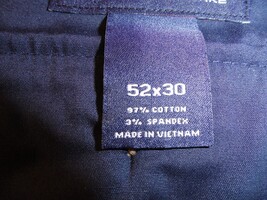 52x30
97% COTTON
3% SPANDEX
MADE IN VIETNAM